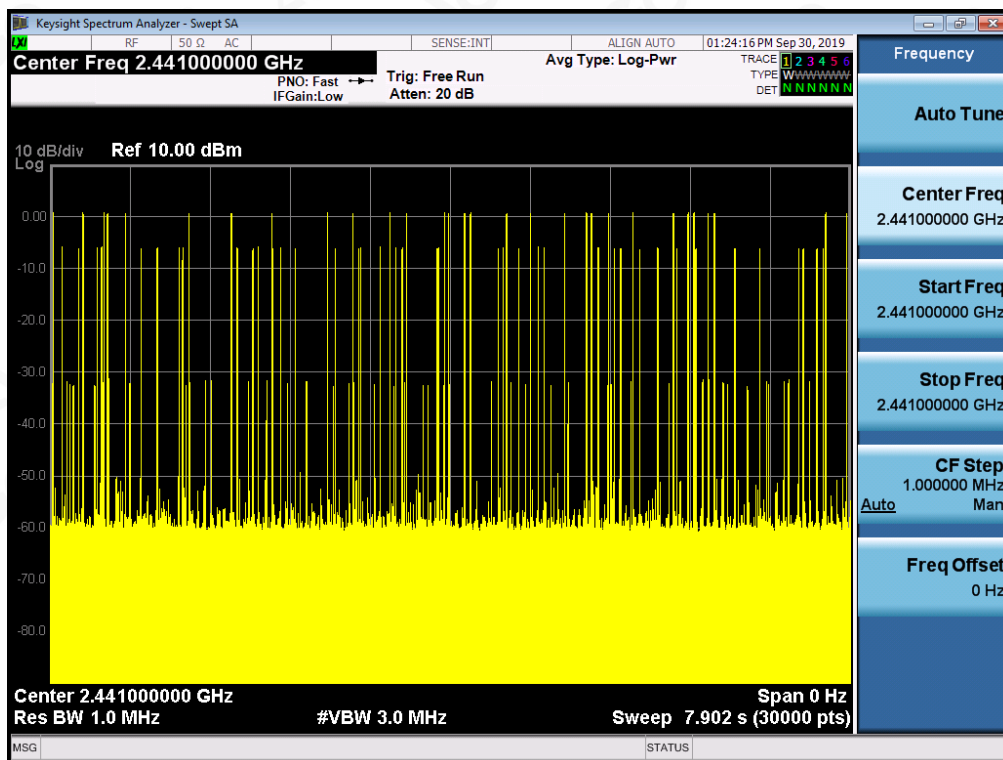 Keysight Spectrum Analyzer - Swept SA
LXI RF 50 Ω AC SENSE:INT ALIGN AUTO 01:24:16 PM Sep 30, 2019
Center Freq 2.441000000 GHz Avg Type: Log-Pwr TRACE 1 2 3 4 5 6
PNO: Fast Trig: Free Run TYPE WWWWWW
IFGain:Low Atten: 20 dB DET N N N N N N
10 dB/div Ref 10.00 dBm
Log
0.00
-10.0
-20.0
-30.0
-40.0
-50.0
-60.0
-70.0
-80.0
Center 2.441000000 GHz Span 0 Hz
Res BW 1.0 MHz #VBW 3.0 MHz Sweep 7.902 s (30000 pts)
MSG STATUS
Frequency
Auto Tune
Center Freq
2.441000000 GHz
Start Freq
2.441000000 GHz
Stop Freq
2.441000000 GHz
CF Step
1.000000 MHz
Auto Man
Freq Offset
0 Hz